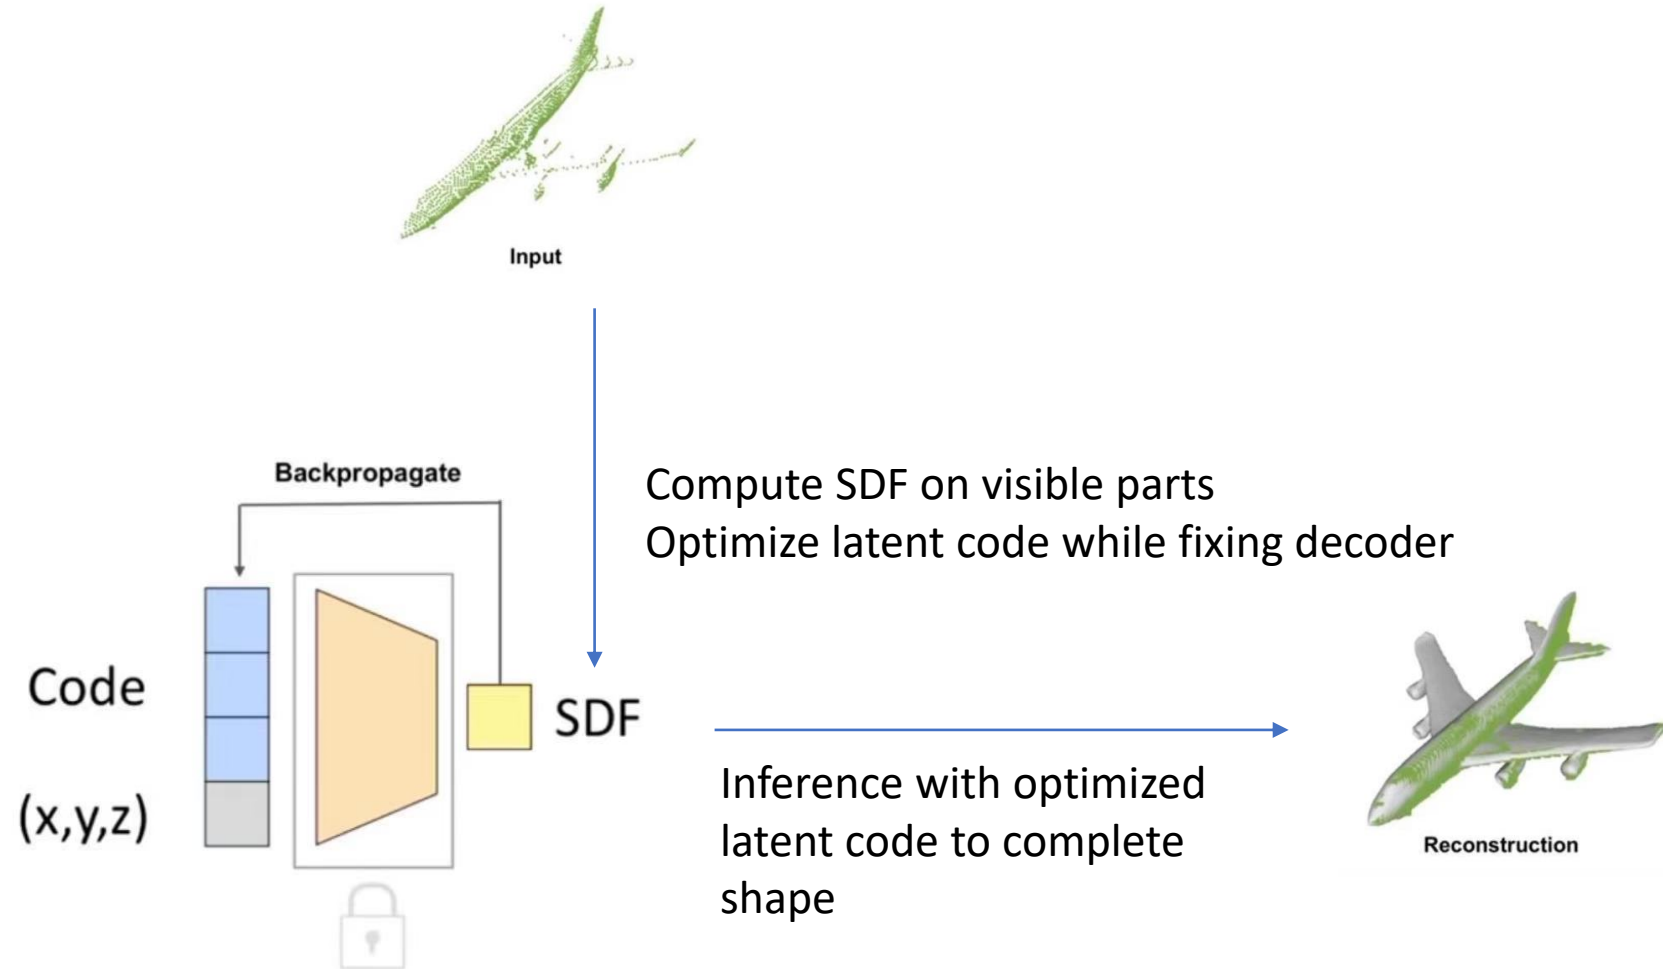 Input
Backpropagate
Compute SDF on visible parts
Optimize latent code while fixing decoder
Code
SDF
(x,y,z)
Inference with optimized
latent code to complete
shape
Reconstruction